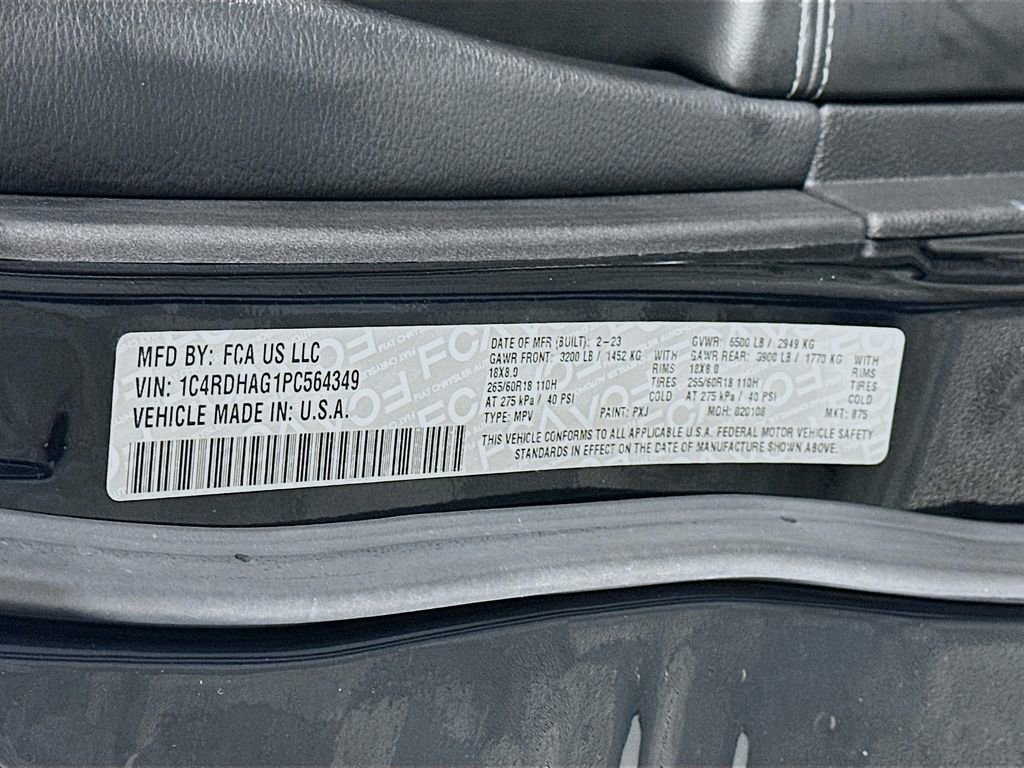 MFD BY: FCA US LLC
VIN: 1C4RDHAG1PC564349
VEHICLE MADE IN: U.S.A.
DATE OF MFR (BUILT): 2-23 GVWR: 6500 LB / 2949 KG
GAWR FRONT: 3200 LB / 1452 KG WITH GAWR REAR: 3900 LB / 1770 KG WITH
18X8.0 RIMS 18X8.0 RIMS
265/60R18 110H TIRES 265/60R18 110H TIRES
AT 275 kPa / 40 PSI COLD AT 275 kPa / 40 PSI COLD
TYPE: MPV PAINT: PXJ MDH: 020108 MKT: 875
THIS VEHICLE CONFORMS TO ALL APPLICABLE U.S.A. FEDERAL MOTOR VEHICLE SAFETY
STANDARDS IN EFFECT ON THE DATE OF MANUFACTURE SHOWN ABOVE.